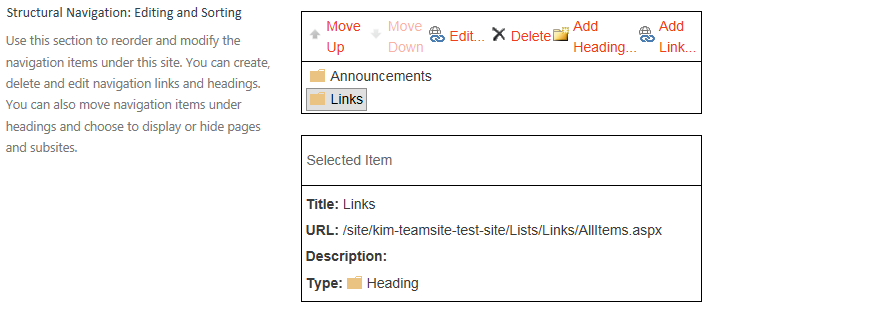 Structural Navigation: Editing and Sorting
Use this section to reorder and modify the
navigation items under this site. You can create,
delete and edit navigation links and headings.
You can also move navigation items under
headings and choose to display or hide pages
and subsites.
Move Up
Move Down
Edit...
Delete
Add Heading...
Add Link...
Announcements
Links
Selected Item
Title: Links
URL: /site/kim-teamsite-test-site/Lists/Links/AllItems.aspx
Description:
Type: Heading